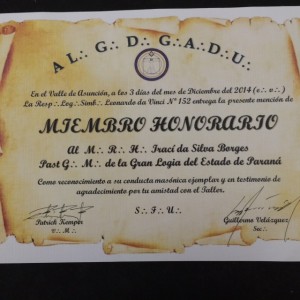 A L∴ G∴ D∴ G∴ A∴ D∴ U∴
En el Valle de Asunción, a los 3 días del mes de Diciembre del 2014 (e∴ v∴)
La Resp∴ Log∴ Simb∴ Leonardo da Vinci N° 152 entrega la presente mención de
MIEMBRO HONORARIO
Al M∴ R∴ H∴ Iraci da Silva Borges
Past G∴ M∴ de la Gran Logia del Estado de Paraná
Como reconocimiento a su conducta masónica ejemplar y en testimonio de
agradecimiento por tu amistad con el Taller.
S∴ F∴ U∴
Patrick Kemper
V∴ M∴
Guillermo Velázquez
Sec∴